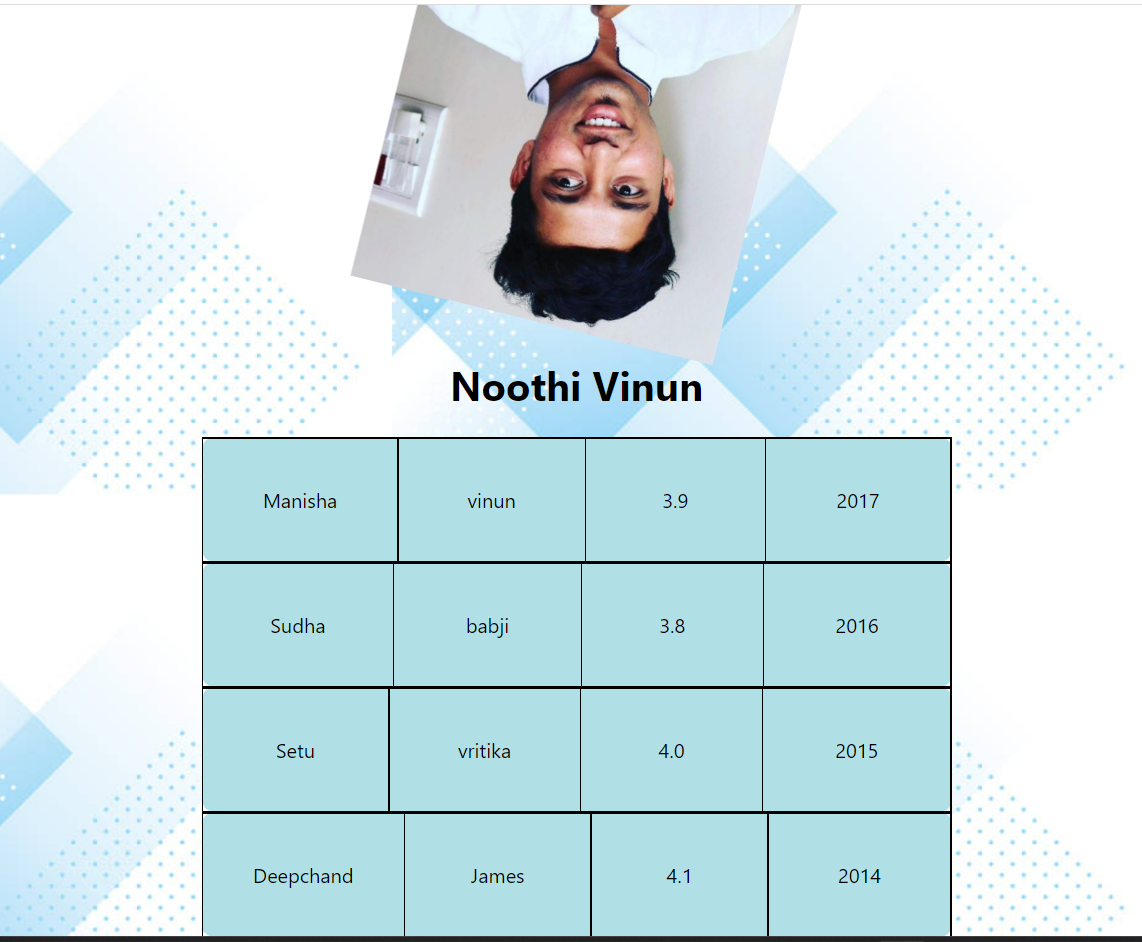 Noothi Vinun
Manisha vinun 3.9 2017
Sudha babji 3.8 2016
Setu vritika 4.0 2015
Deepchand James 4.1 2014